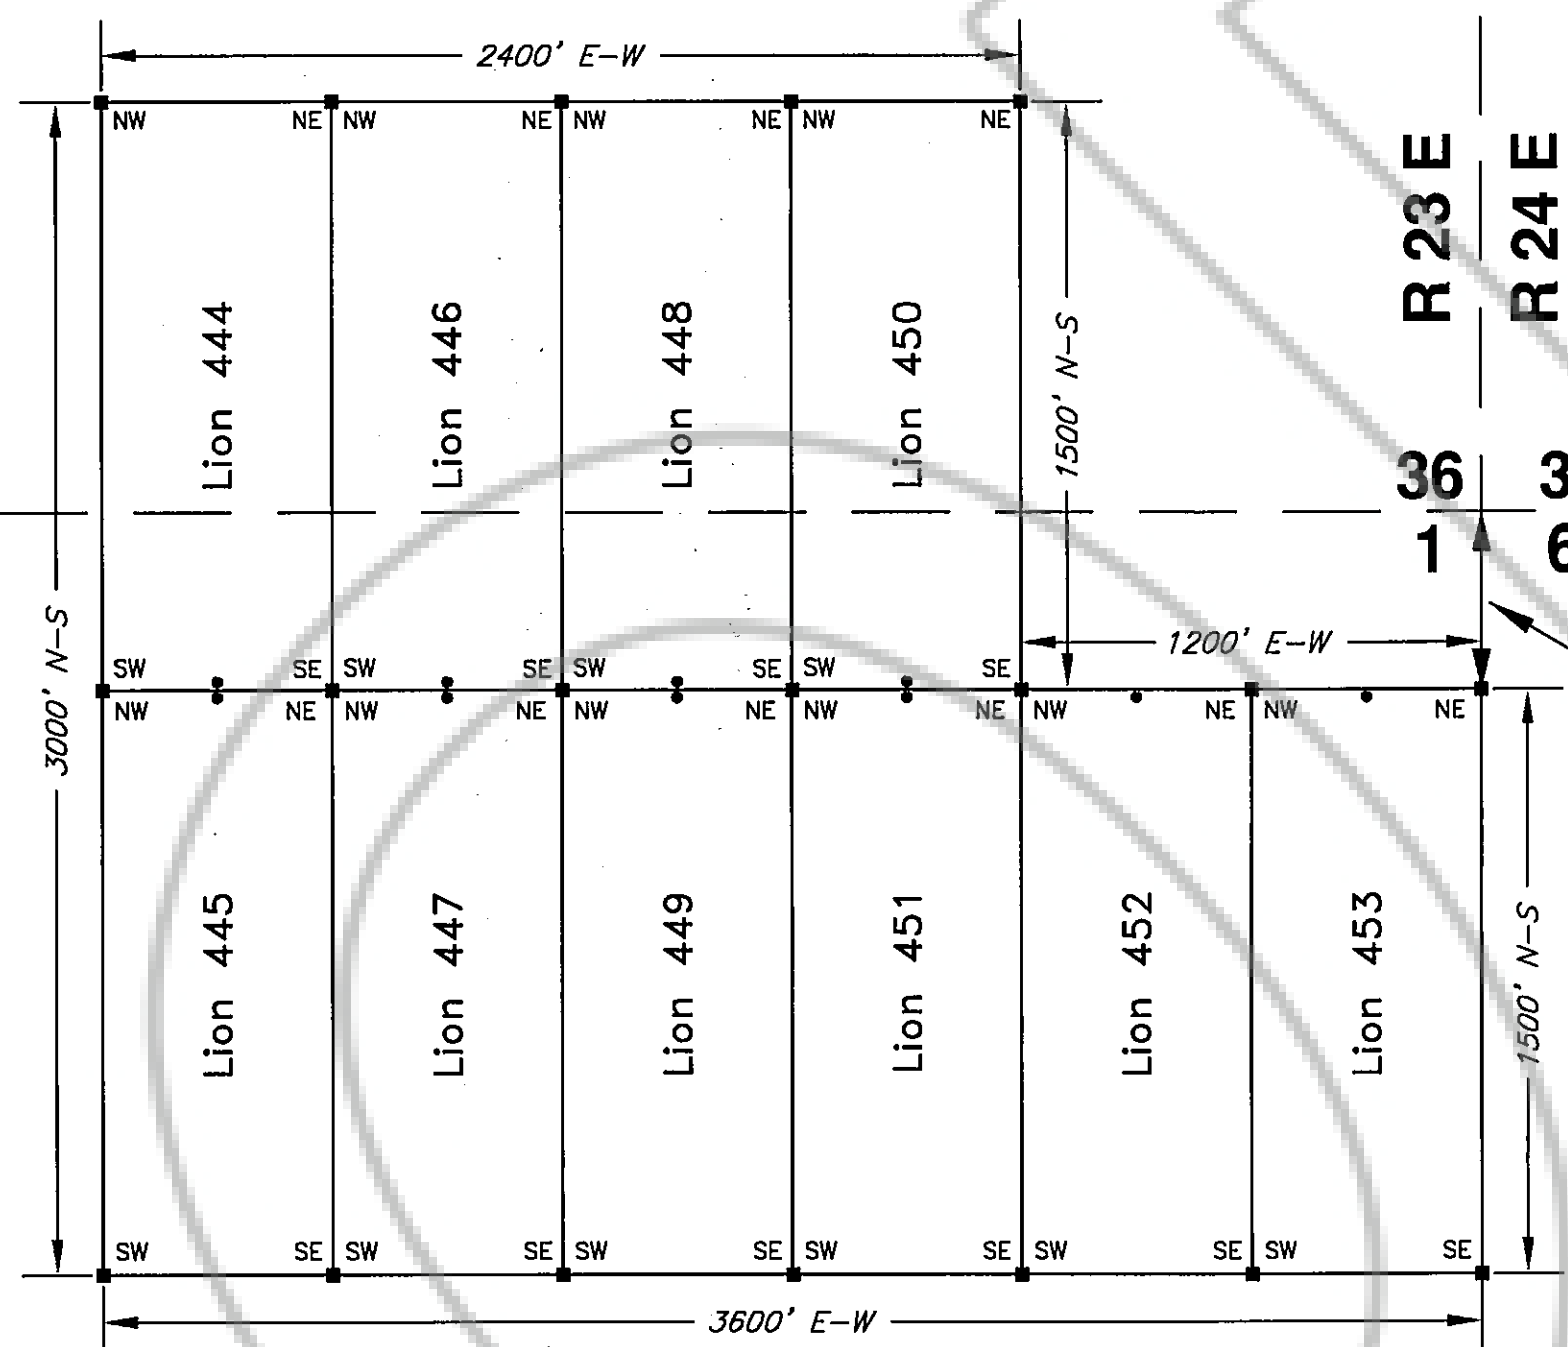 2400' E-W
NW NE NW NE NW NE NW NE
R 23 E
R 24 E
Lion 444
Lion 446
Lion 448
Lion 450
1500' N-S
36 3
1 6
3000' N-S
1200' E-W
SW SE SW SE SW SE SW SE
NW NE NW NE NW NE NW NE NW NE NW NE
Lion 445
Lion 447
Lion 449
Lion 451
Lion 452
Lion 453
1500' N-S
SW SE SW SE SW SE SW SE SW SE SW SE
3600' E-W